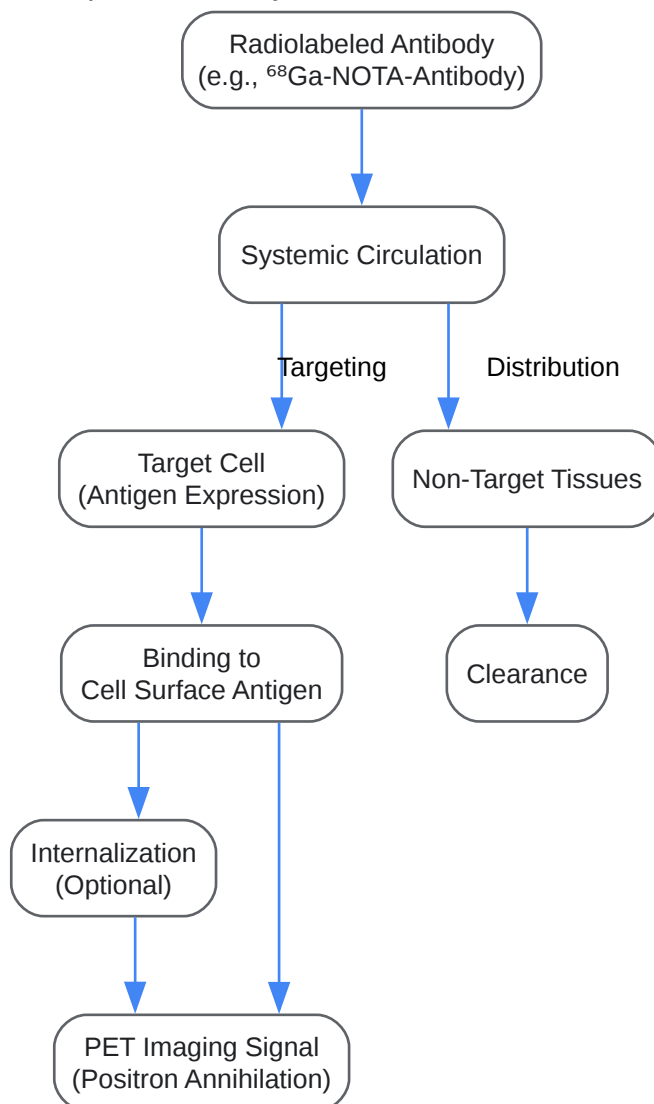 Radiolabeled Antibody
(e.g., ⁶⁸Ga-NOTA-Antibody)
Systemic Circulation
Targeting
Distribution
Target Cell
(Antigen Expression)
Non-Target Tissues
Binding to
Cell Surface Antigen
Clearance
Internalization
(Optional)
PET Imaging Signal
(Positron Annihilation)